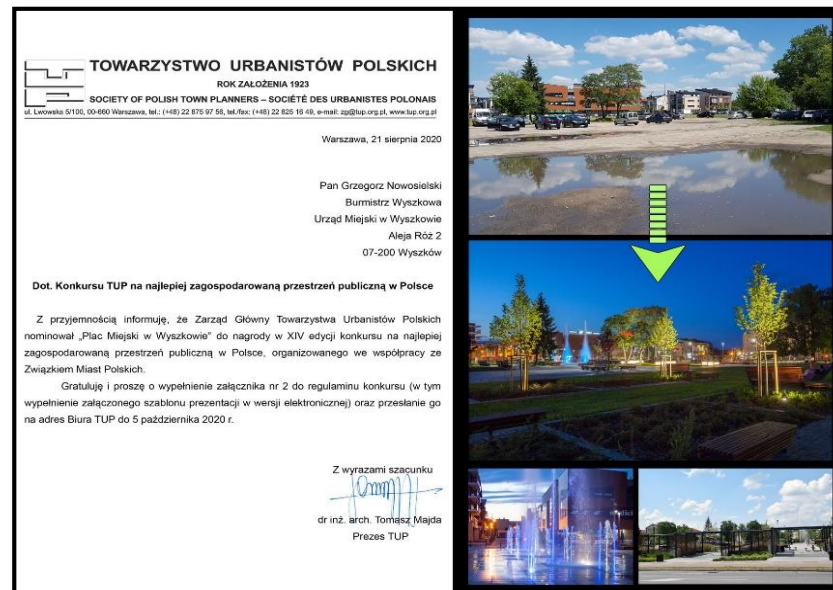 TOWARZYSTWO URBANISTÓW POLSKICH
ROK ZAŁOŻENIA 1923
SOCIETY OF POLISH TOWN PLANNERS – SOCIÉTÉ DES URBANISTES POLONAIS
ul. Lwowska 5/100, 00-660 Warszawa, tel.: (+48) 22 875 97 56, tel./fax: (+48) 22 825 16 49, e-mail: zg@tup.org.pl, www.tup.org.pl
Warszawa, 21 sierpnia 2020
Pan Grzegorz Nowosielski
Burmistrz Wyszkowa
Urząd Miejski w Wyszkowie
Aleja Róż 2
07-200 Wyszków
Dot. Konkursu TUP na najlepiej zagospodarowaną przestrzeń publiczną w Polsce
Z przyjemnością informuję, że Zarząd Główny Towarzystwa Urbanistów Polskich
nominował „Plac Miejski w Wyszkowie” do nagrody w XIV edycji konkursu na najlepiej
zagospodarowaną przestrzeń publiczną w Polsce, organizowanego we współpracy ze
Związkiem Miast Polskich.
Gratuluję i proszę o wypełnienie załącznika nr 2 do regulaminu konkursu (w tym
wypełnienie załączonego szablonu prezentacji w wersji elektronicznej) oraz przesłanie go
na adres Biura TUP do 5 października 2020 r.
Z wyrazami szacunku
dr inż. arch. Tomasz Majda
Prezes TUP